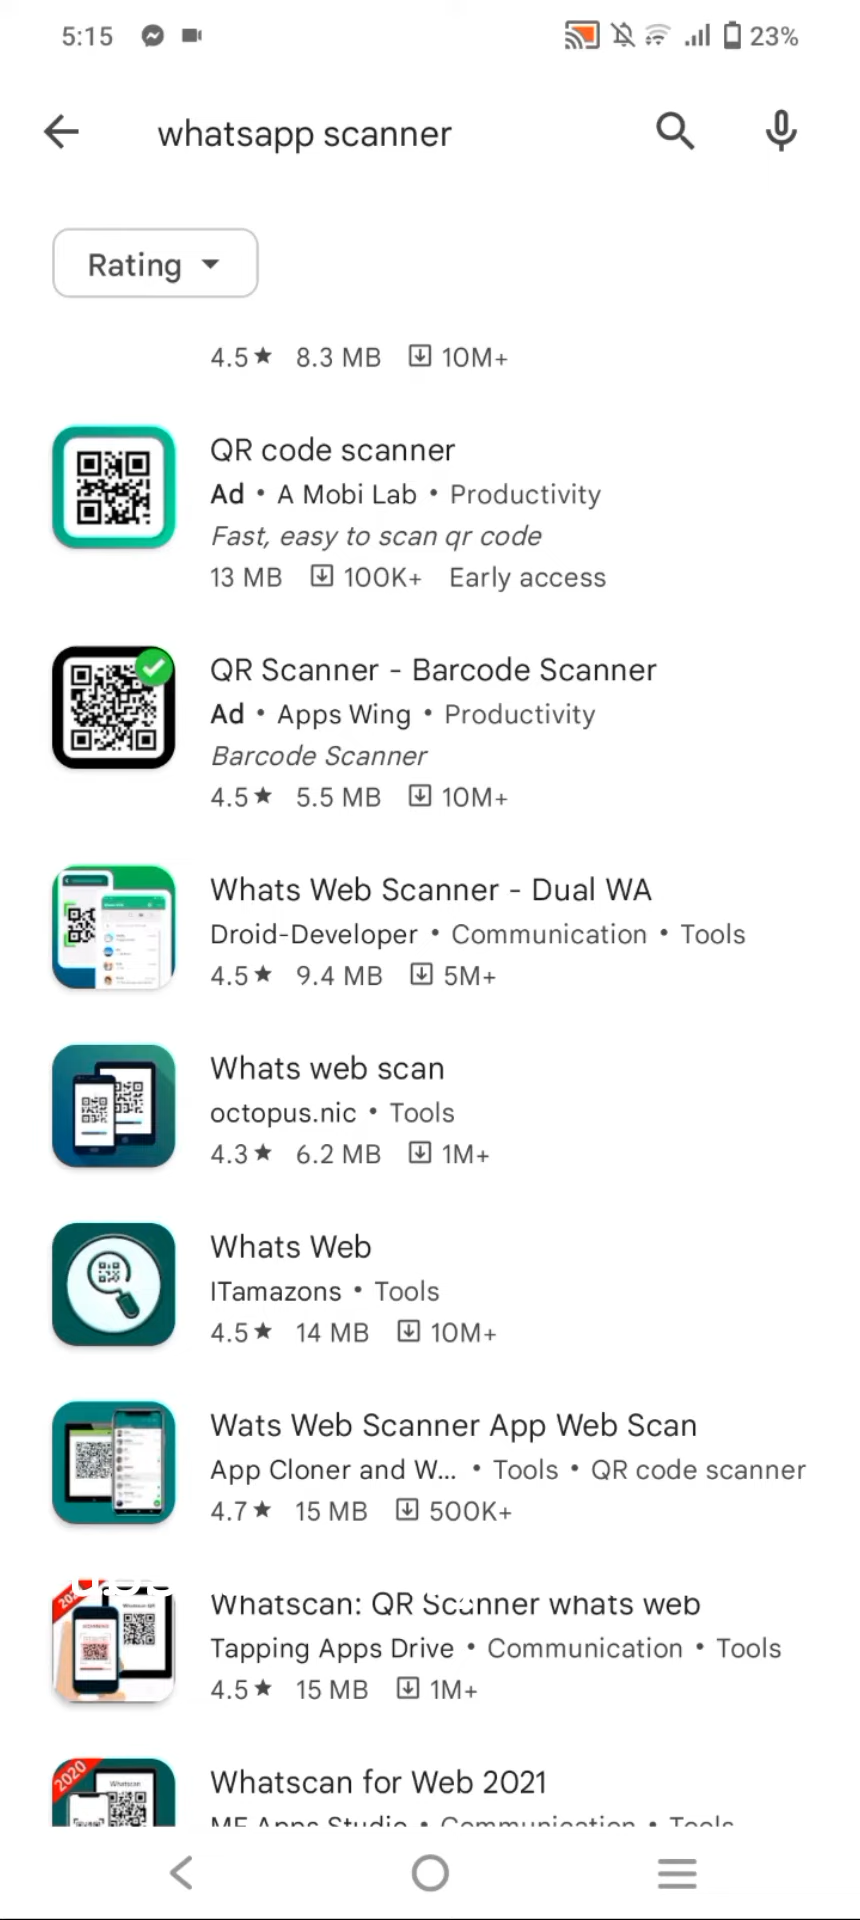 5:15 23%
whatsapp scanner
Rating
4.5★ 8.3 MB 10M+
QR code scanner
Ad • A Mobi Lab • Productivity
Fast, easy to scan qr code
13 MB 100K+ Early access
QR Scanner - Barcode Scanner
Ad • Apps Wing • Productivity
Barcode Scanner
4.5★ 5.5 MB 10M+
Whats Web Scanner - Dual WA
Droid-Developer • Communication • Tools
4.5★ 9.4 MB 5M+
Whats web scan
octopus.nic • Tools
4.3★ 6.2 MB 1M+
Whats Web
ITamazons • Tools
4.5★ 14 MB 10M+
Wats Web Scanner App Web Scan
App Cloner and W... • Tools • QR code scanner
4.7★ 15 MB 500K+
Whatscan: QR Scanner whats web
Tapping Apps Drive • Communication • Tools
4.5★ 15 MB 1M+
2020
Whatscan
Whatscan for Web 2021
MF Apps Studio • Communication • Tools